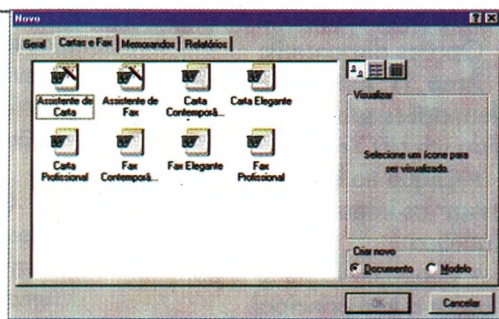 Novo
Geral Cartas e Fax Memorandos Relatórios
Assistente de Carta
Assistente de Fax
Carta Contemporâ...
Carta Elegante
Carta Profissional
Fax Contemporâ...
Fax Elegante
Fax Profissional
Visualizar
Selecione um ícone para
ser visualizado.
Criar novo
Documento Modelo
OK Cancelar